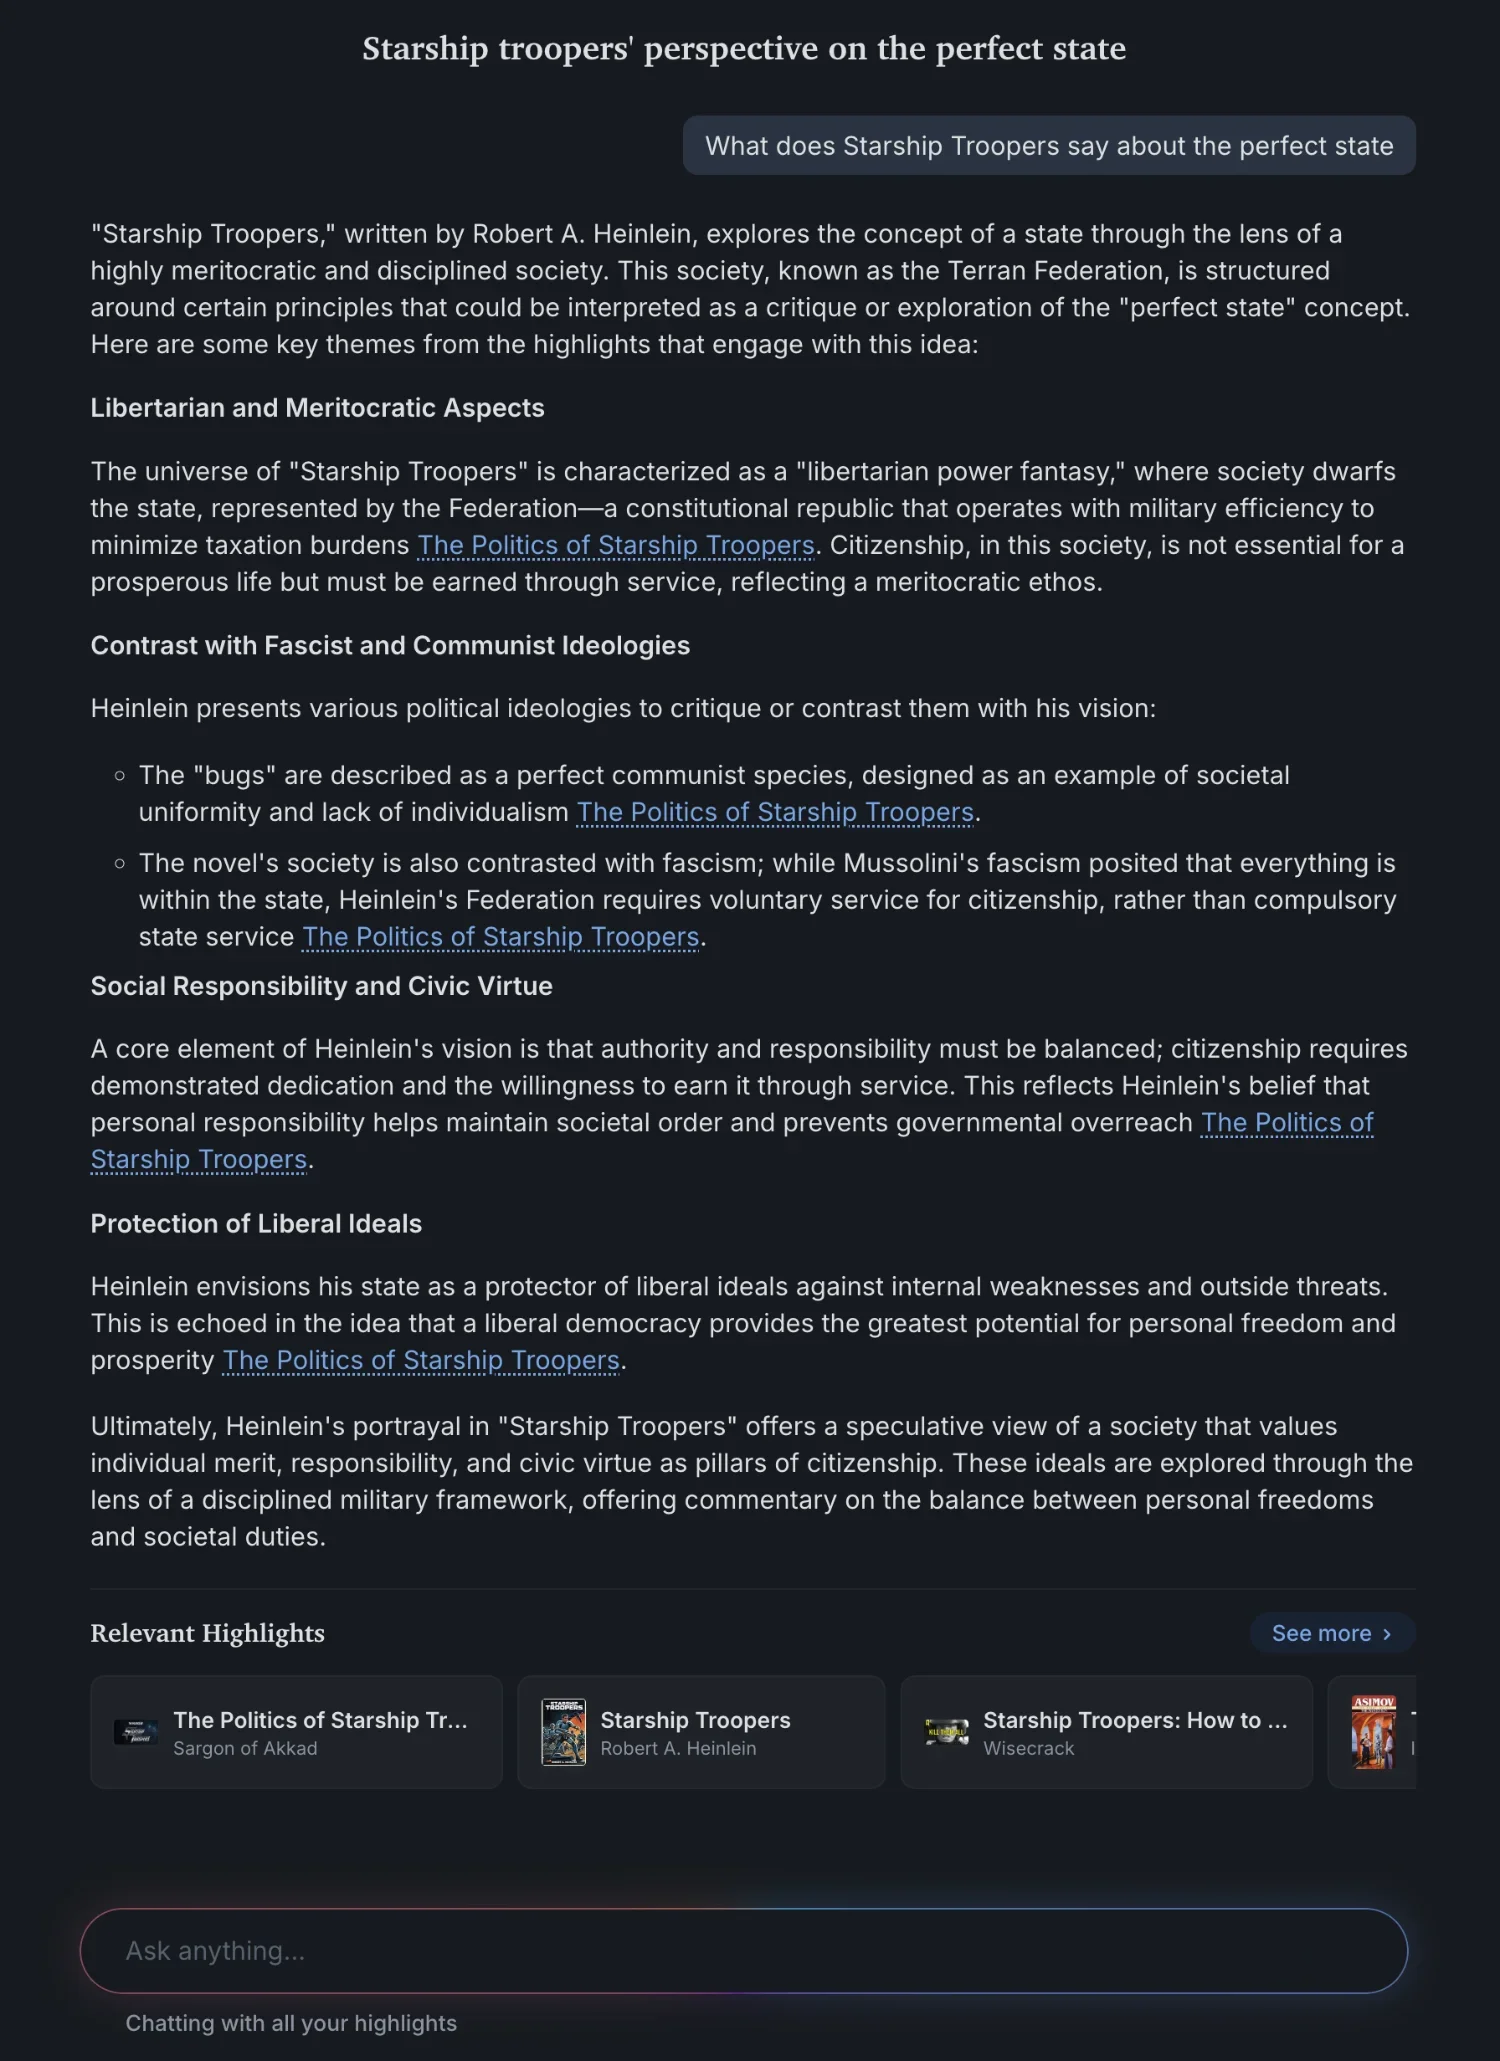 Starship troopers' perspective on the perfect state
What does Starship Troopers say about the perfect state
"Starship Troopers," written by Robert A. Heinlein, explores the concept of a state through the lens of a
highly meritocratic and disciplined society. This society, known as the Terran Federation, is structured
around certain principles that could be interpreted as a critique or exploration of the "perfect state" concept.
Here are some key themes from the highlights that engage with this idea:
Libertarian and Meritocratic Aspects
The universe of "Starship Troopers" is characterized as a "libertarian power fantasy," where society dwarfs
the state, represented by the Federation—a constitutional republic that operates with military efficiency to
minimize taxation burdens The Politics of Starship Troopers. Citizenship, in this society, is not essential for a
prosperous life but must be earned through service, reflecting a meritocratic ethos.
Contrast with Fascist and Communist Ideologies
Heinlein presents various political ideologies to critique or contrast them with his vision:
○ The "bugs" are described as a perfect communist species, designed as an example of societal
uniformity and lack of individualism The Politics of Starship Troopers.
○ The novel's society is also contrasted with fascism; while Mussolini's fascism posited that everything is
within the state, Heinlein's Federation requires voluntary service for citizenship, rather than compulsory
state service The Politics of Starship Troopers.
Social Responsibility and Civic Virtue
A core element of Heinlein's vision is that authority and responsibility must be balanced; citizenship requires
demonstrated dedication and the willingness to earn it through service. This reflects Heinlein's belief that
personal responsibility helps maintain societal order and prevents governmental overreach The Politics of
Starship Troopers.
Protection of Liberal Ideals
Heinlein envisions his state as a protector of liberal ideals against internal weaknesses and outside threats.
This is echoed in the idea that a liberal democracy provides the greatest potential for personal freedom and
prosperity The Politics of Starship Troopers.
Ultimately, Heinlein's portrayal in "Starship Troopers" offers a speculative view of a society that values
individual merit, responsibility, and civic virtue as pillars of citizenship. These ideals are explored through the
lens of a disciplined military framework, offering commentary on the balance between personal freedoms
and societal duties.
Relevant Highlights
See more ›
The Politics of Starship Tr...
Sargon of Akkad
STARSHIP
TROOPERS
Starship Troopers
Robert A. Heinlein
KILL THEM ALL
Starship Troopers: How to ...
Wisecrack
ASIMOV
Ask anything...
Chatting with all your highlights